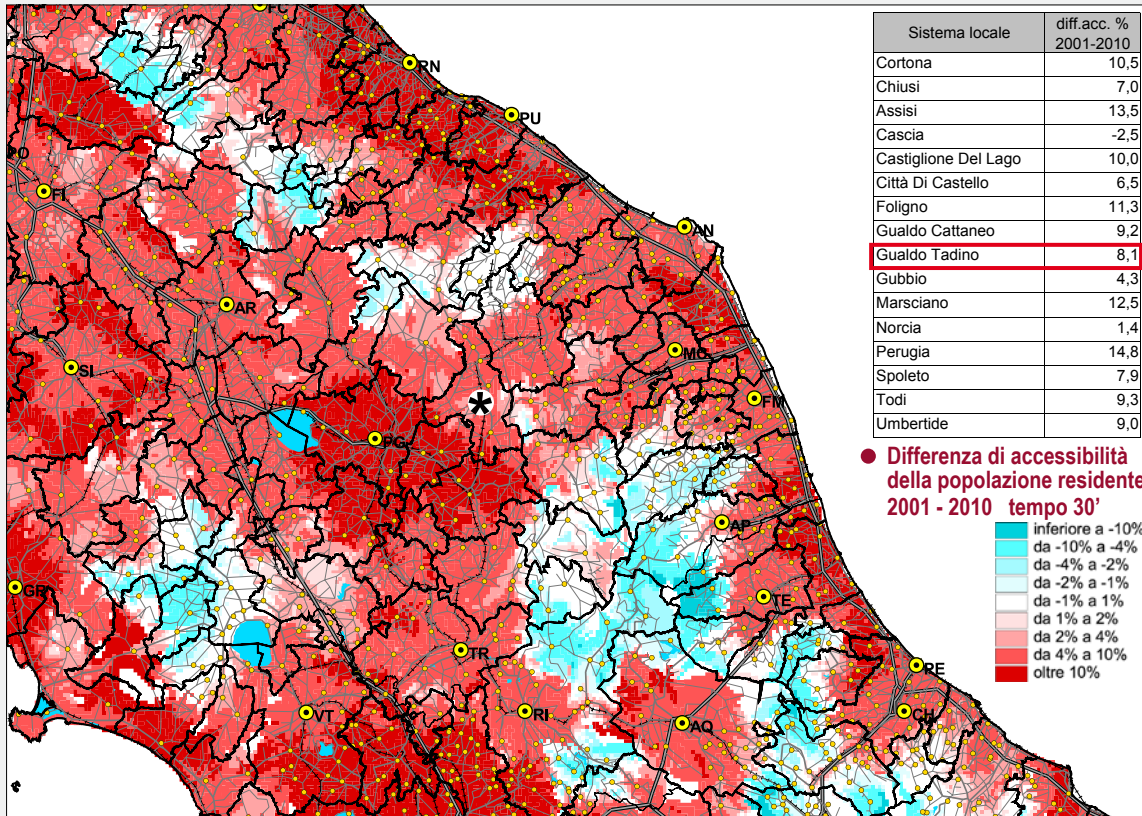 FC
RN
PU
FI
AN
AR
MC
SI
*
FM
PG
AP
GR
TE
TR
PE
VT
RI
AQ
CH
Sistema locale diff.acc. % 2001-2010
Cortona 10,5
Chiusi 7,0
Assisi 13,5
Cascia -2,5
Castiglione Del Lago 10,0
Città Di Castello 6,5
Foligno 11,3
Gualdo Cattaneo 9,2
Gualdo Tadino 8,1
Gubbio 4,3
Marsciano 12,5
Norcia 1,4
Perugia 14,8
Spoleto 7,9
Todi 9,3
Umbertide 9,0
● Differenza di accessibilità
della popolazione residente
2001 - 2010 tempo 30'
inferiore a -10%
da -10% a -4%
da -4% a -2%
da -2% a -1%
da -1% a 1%
da 1% a 2%
da 2% a 4%
da 4% a 10%
oltre 10%